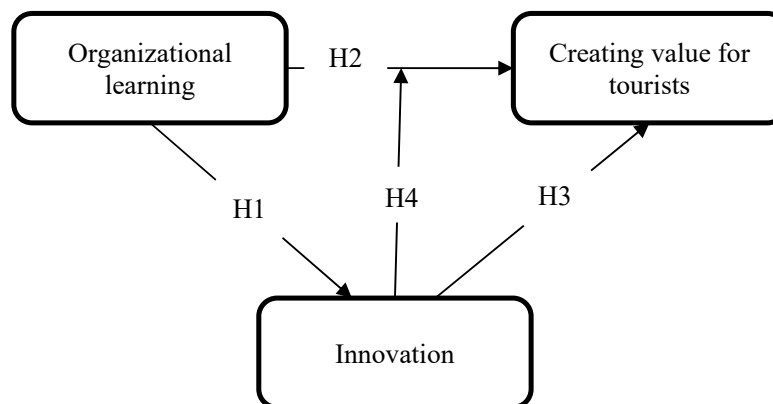 Organizational
learning
H2
Creating value for
tourists
H1
H4
H3
Innovation